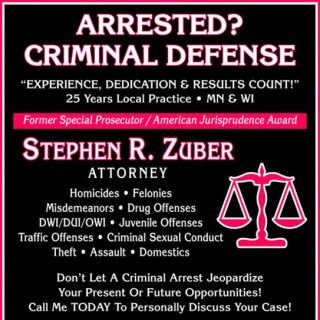 ARRESTED?
CRIMINAL DEFENSE
“EXPERIENCE, DEDICATION & RESULTS COUNT!”
25 Years Local Practice • MN & WI
Former Special Prosecutor / American Jurisprudence Award
STEPHEN R. ZUBER
ATTORNEY
Homicides • Felonies
Misdemeanors • Drug Offenses
DWI/DUI/OWI • Juvenile Offenses
Traffic Offenses • Criminal Sexual Conduct
Theft • Assault • Domestics
Don't Let A Criminal Arrest Jeopardize
Your Present Or Future Opportunities!
Call Me TODAY To Personally Discuss Your Case!